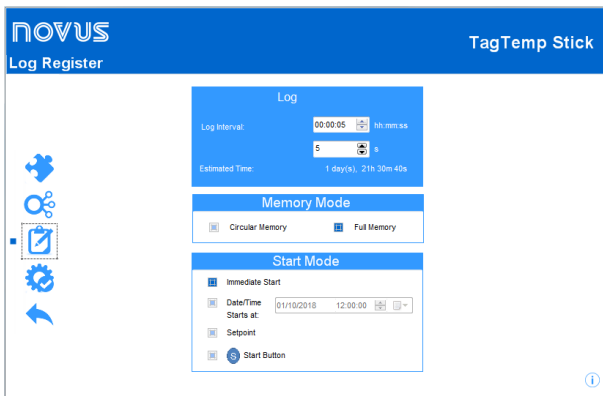 NOVUS
TagTemp Stick
Log Register
Log
Log Interval: 00:00:05 hh:mm:ss
5 s
Estimated Time: 1 day(s), 21h 30m 40s
Memory Mode
Circular Memory Full Memory
Start Mode
Immediate Start
Date/Time Starts at: 01/10/2018 12:00:00
Setpoint
S Start Button
i